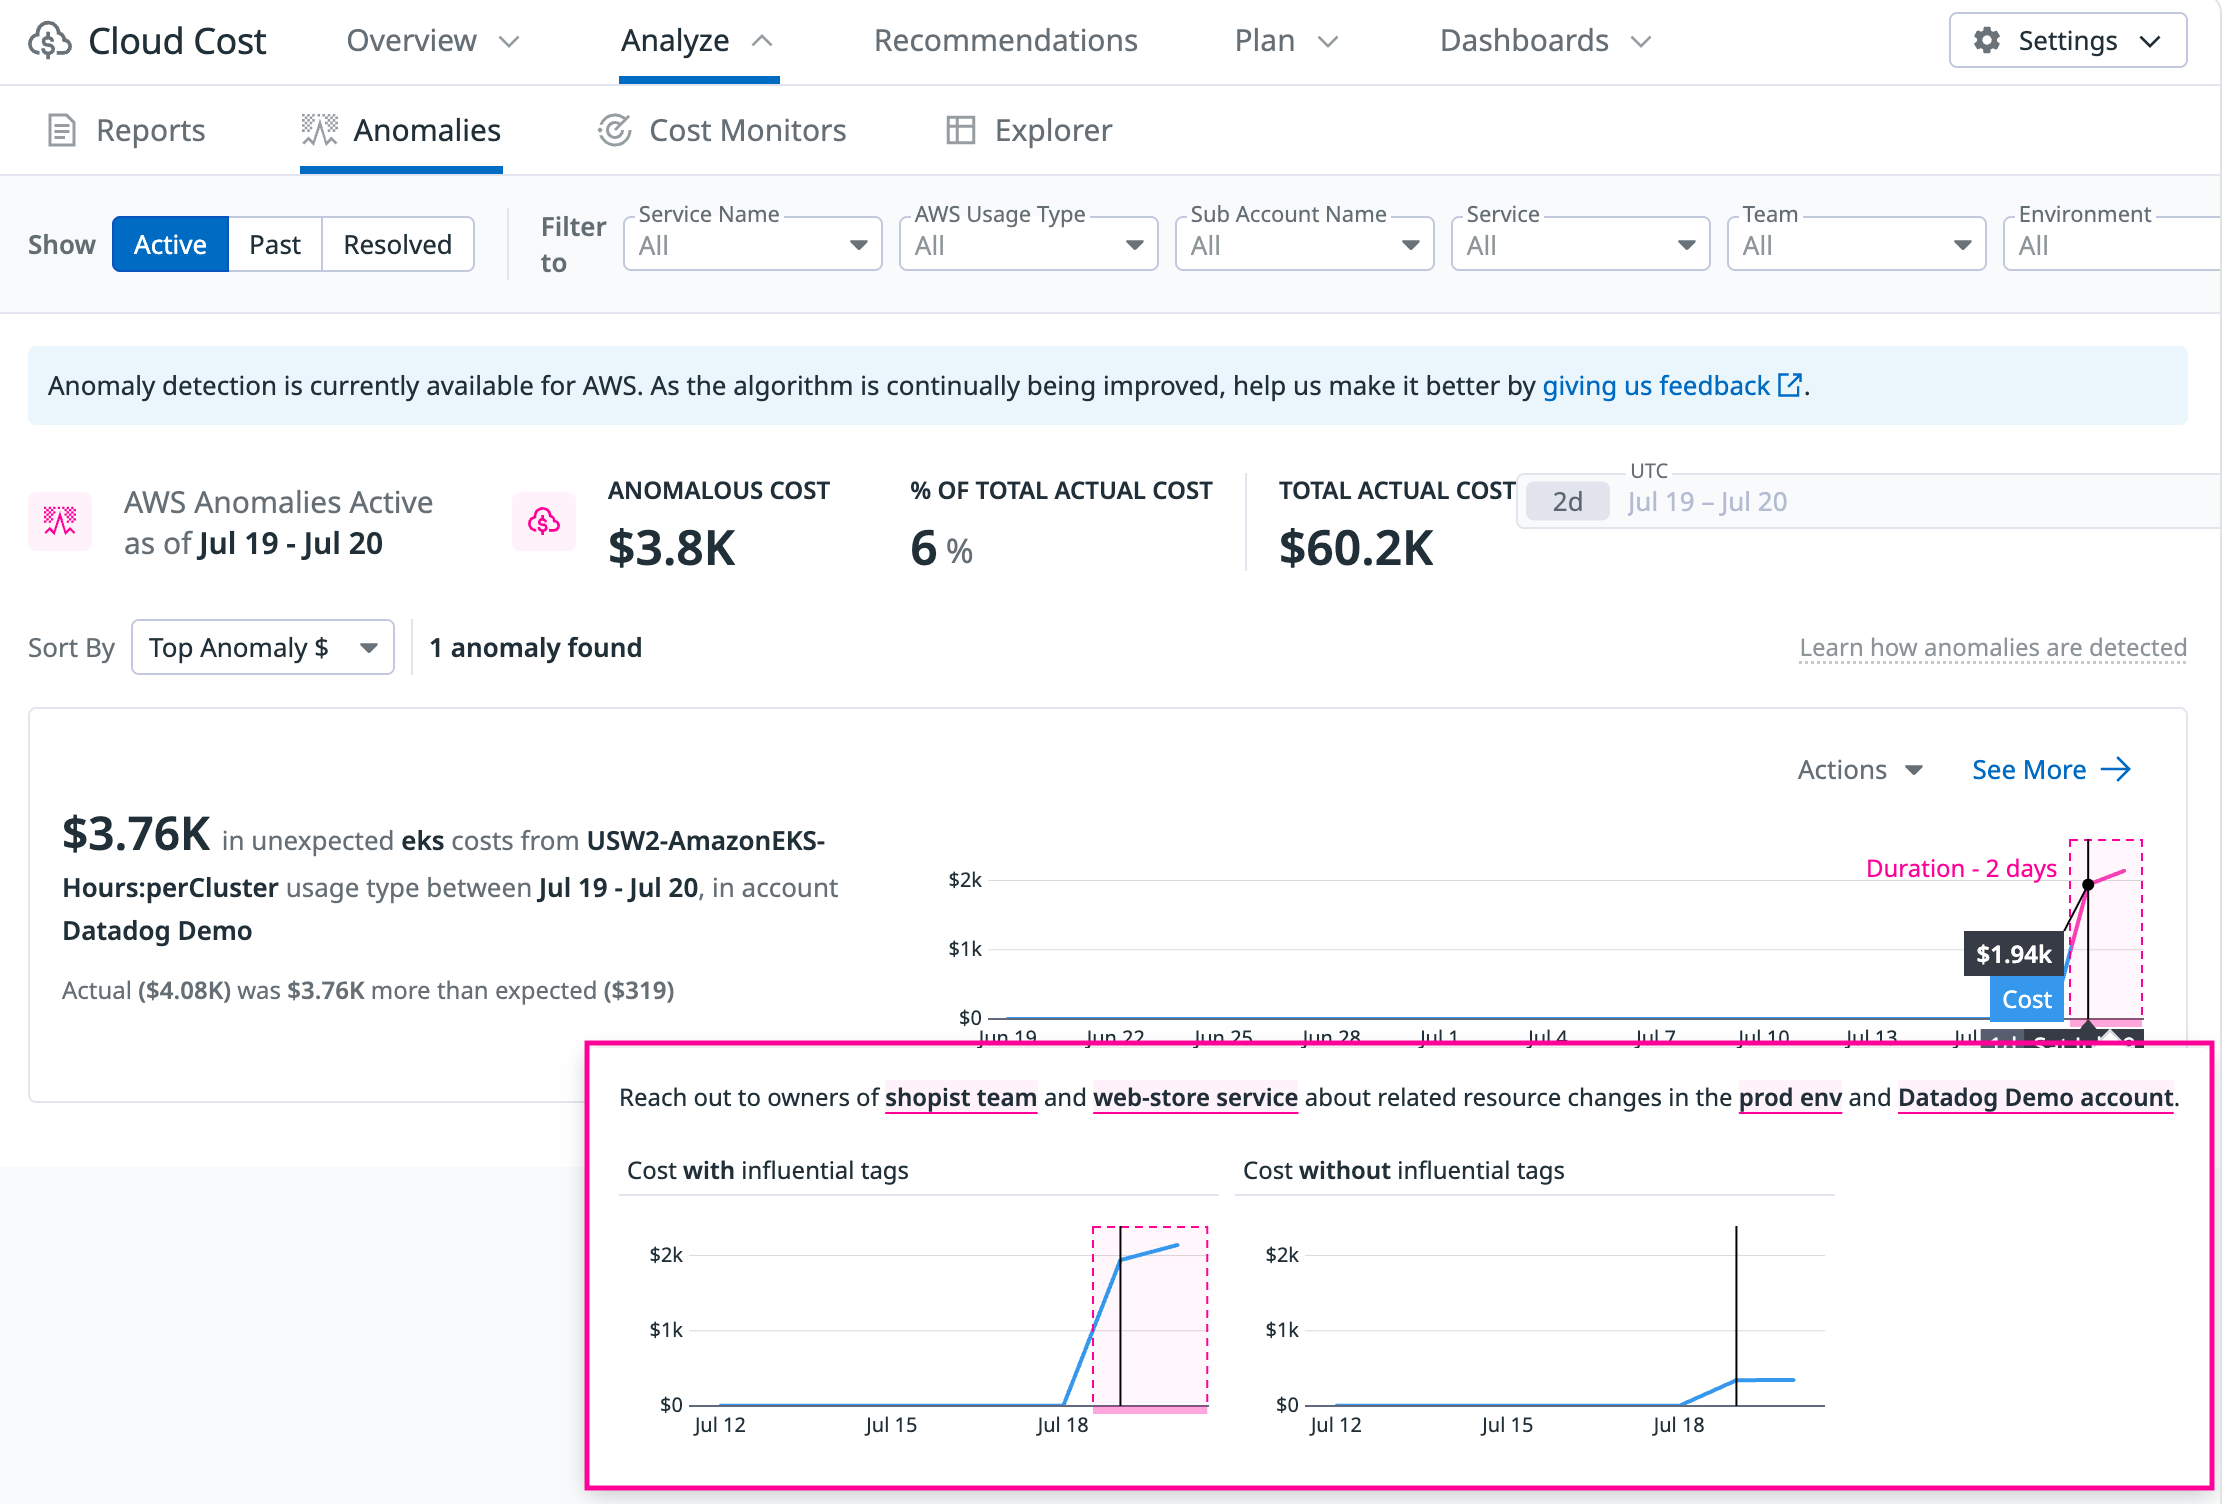 Cloud Cost
Overview
Analyze
Recommendations
Plan
Dashboards
Settings
Reports
Anomalies
Cost Monitors
Explorer
Show
Active
Past
Resolved
Filter
to
Service Name
All
AWS Usage Type
All
Sub Account Name
All
Service
All
Team
All
Environment
All
Anomaly detection is currently available for AWS. As the algorithm is continually being improved, help us make it better by giving us feedback.
AWS Anomalies Active
as of Jul 19 - Jul 20
ANOMALOUS COST
$3.8K
% OF TOTAL ACTUAL COST
6 %
TOTAL ACTUAL COST
$60.2K
UTC
2d
Jul 19 – Jul 20
Sort By
Top Anomaly $
1 anomaly found
Learn how anomalies are detected
Actions
See More
$3.76K in unexpected eks costs from USW2-AmazonEKS-
Hours:perCluster usage type between Jul 19 - Jul 20, in account
Datadog Demo
Actual ($4.08K) was $3.76K more than expected ($319)
Duration - 2 days
$2k
$1k
$0
$1.94k
Cost
Jun 19
Jun 22
Jun 25
Jun 28
Jul 1
Jul 4
Jul 7
Jul 10
Jul 13
Jul
Reach out to owners of shopist team and web-store service about related resource changes in the prod env and Datadog Demo account.
Cost with influential tags
$2k
$1k
$0
Jul 12
Jul 15
Jul 18
Cost without influential tags
$2k
$1k
$0
Jul 12
Jul 15
Jul 18